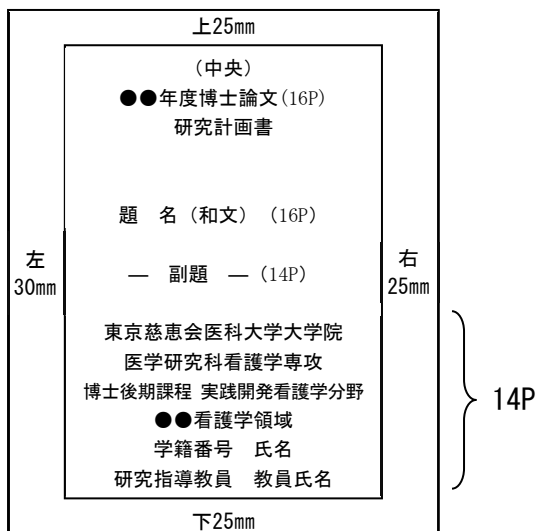 上25mm
(中央)
●●年度博士論文(16P)
研究計画書
題　名(和文)　(16P)
左
30mm
―　副題　―(14P)
右
25mm
東京慈恵会医科大学大学院
医学研究科看護学専攻
博士後期課程 実践開発看護学分野
●●看護学領域
学籍番号　氏名
研究指導教員　教員氏名
14P
下25mm